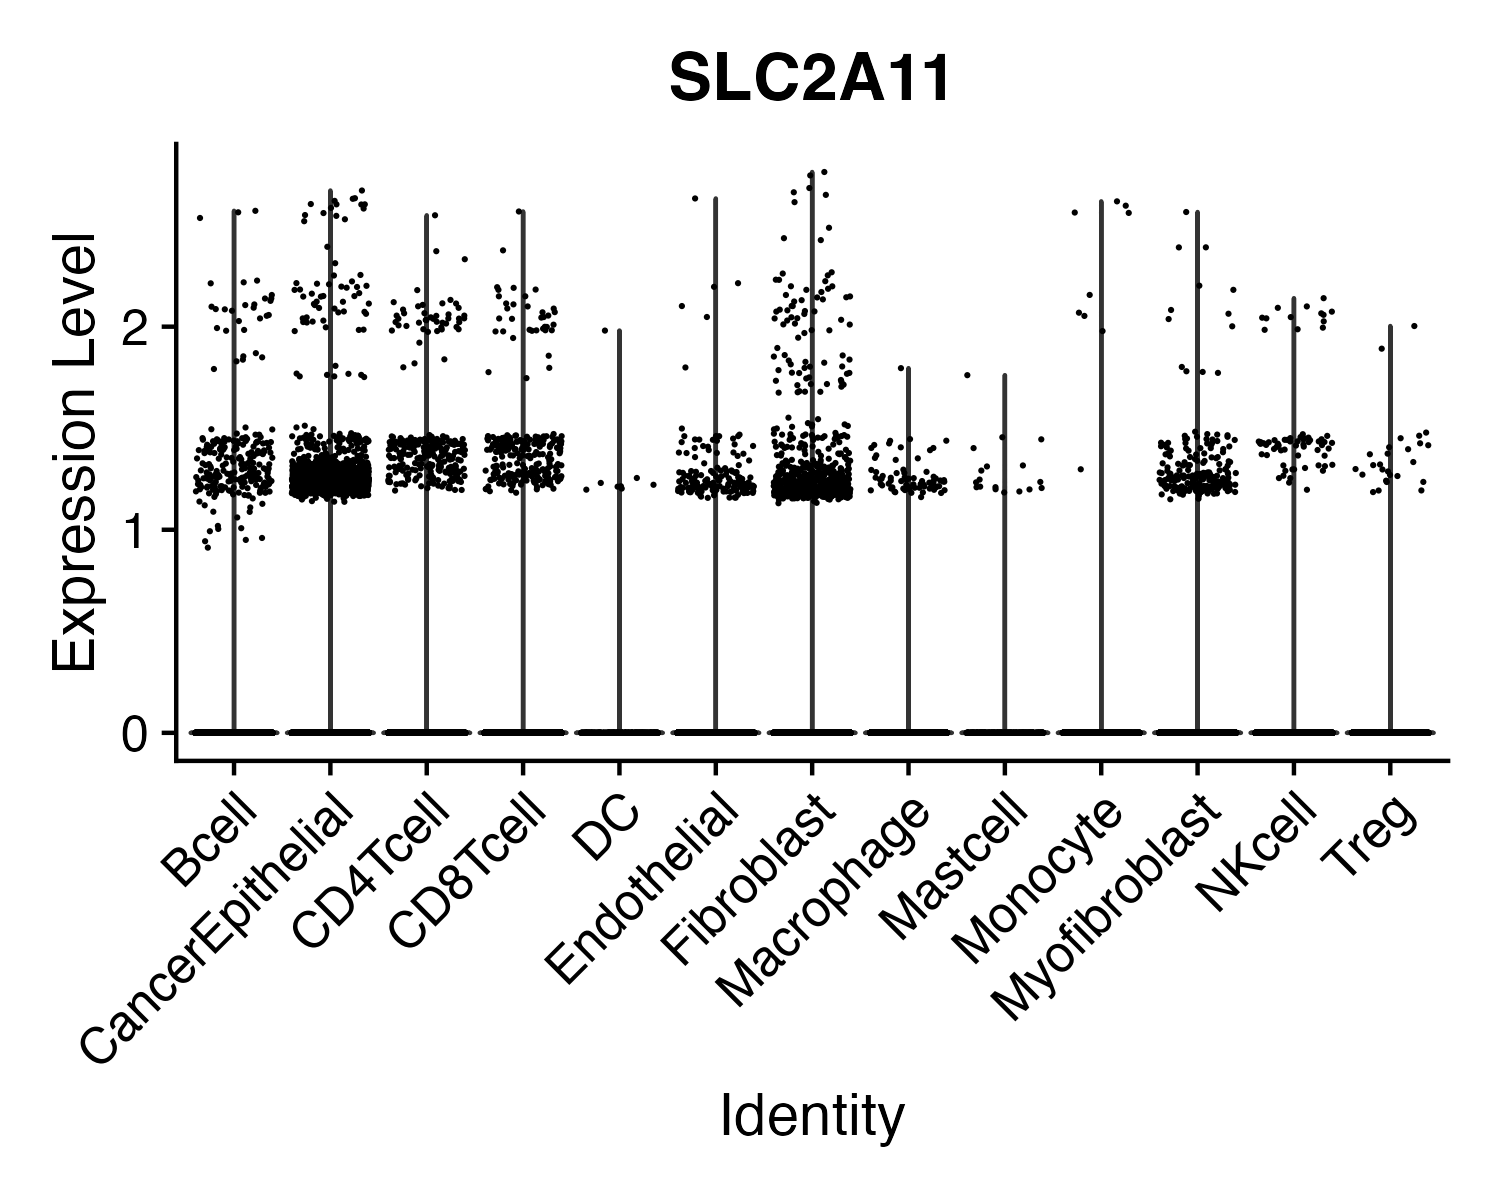 SLC2A11
Expression Level
2
1
0
Bcell
CancerEpithelial
CD4Tcell
CD8Tcell
DC
Endothelial
Fibroblast
Macrophage
Mastcell
Monocyte
Myofibroblast
NKcell
Treg
Identity